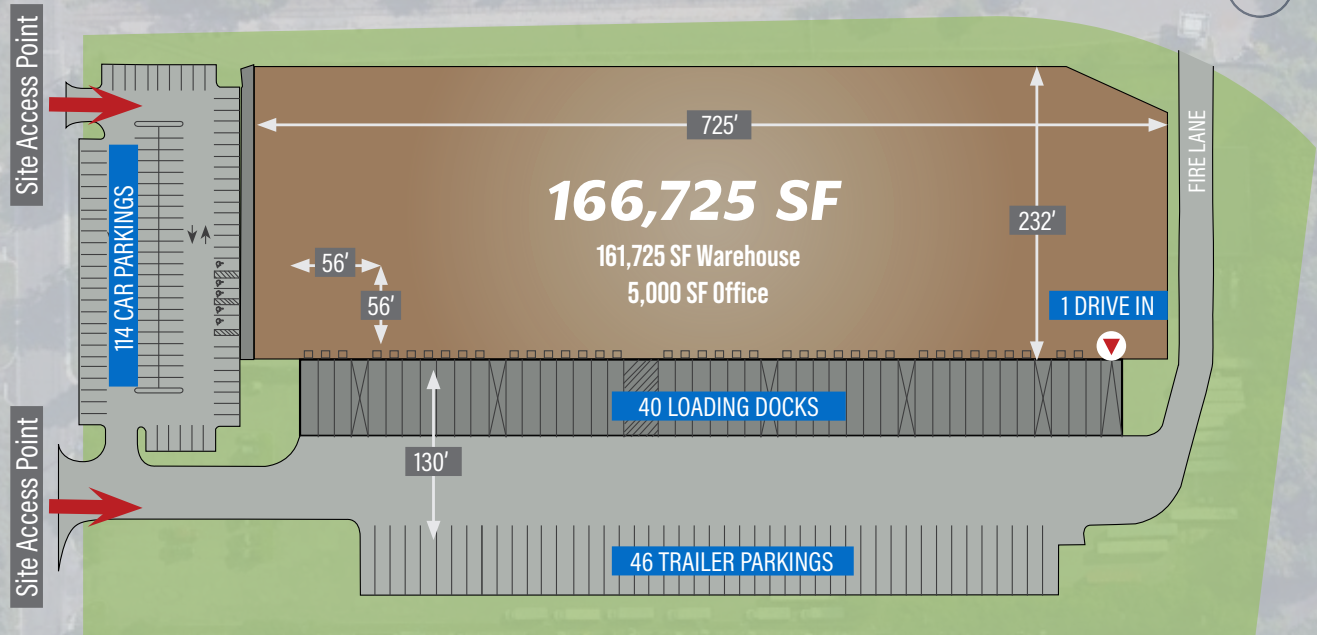 Site Access Point
725'
FIRE LANE
166,725 SF
161,725 SF Warehouse
5,000 SF Office
232'
114 CAR PARKINGS
56'
56'
1 DRIVE IN
40 LOADING DOCKS
130'
Site Access Point
46 TRAILER PARKINGS